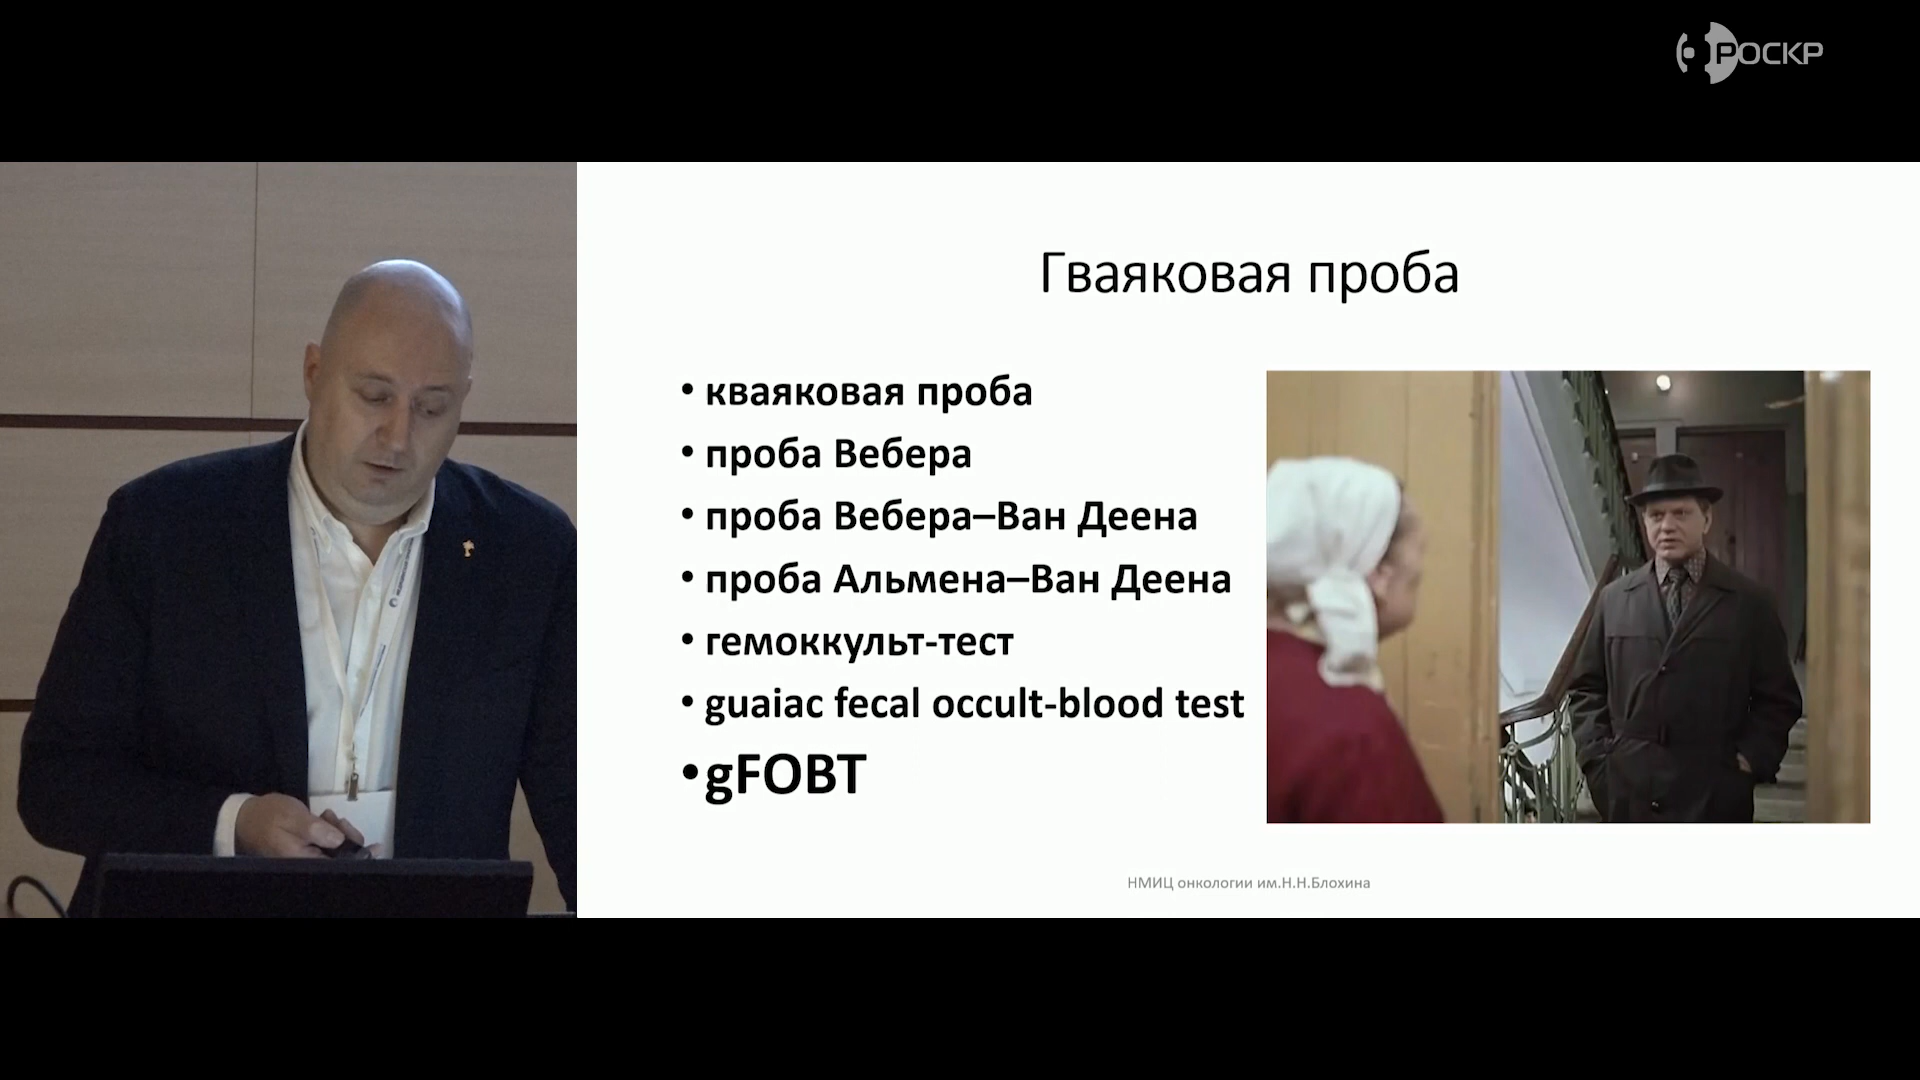 РОСКР
Гваяковая проба
• кваяковая проба
• проба Вебера
• проба Вебера–Ван Деена
• проба Альмена–Ван Деена
• гемоккульт-тест
• guaiac fecal occult-blood test
• gFOBT
НМИЦ онкологии им.Н.Н.Блохина